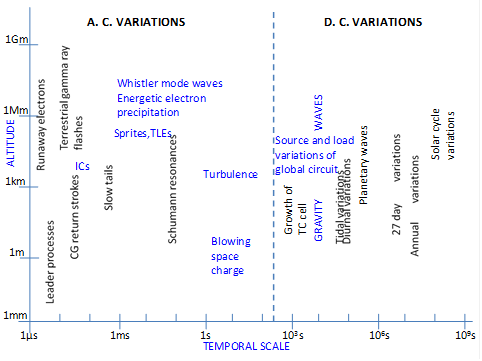 A. C. VARIATIONS
D. C. VARIATIONS
ALTITUDE
1Gm
1Mm
1km
1m
1mm
Runaway electrons
Terrestrial gamma ray
flashes
Whistler mode waves
Energetic electron
precipitation
Sprites,TLEs
ICs
Leader processes
CG return strokes
Slow tails
Schumann resonances
Turbulence
Blowing
space
charge
WAVES
Source and load
variations of
global circuit
Growth of
TC cell
GRAVITY
Tidal variations
Diurnal variations
Planetary waves
27 day variations
Annual variations
Solar cycle
variations
1µs
1ms
1s
10³s
10⁶s
10⁹s
TEMPORAL SCALE